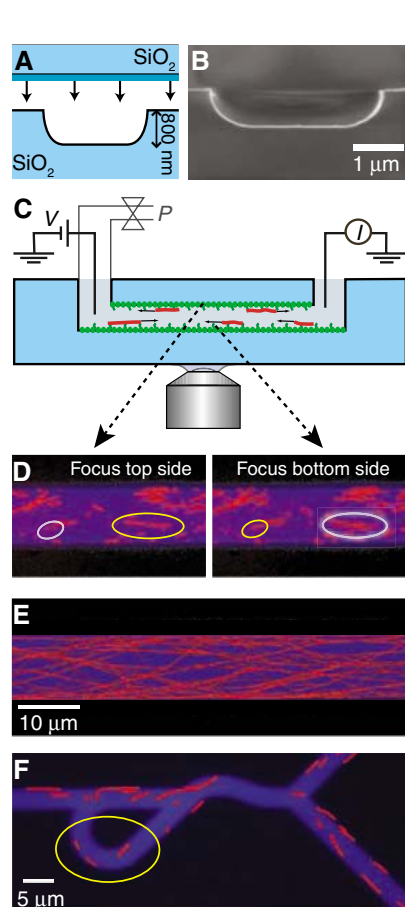 A
SiO2
800 nm
SiO2
B
1 μm
C
V
P
I
D
Focus top side
Focus bottom side
E
10 μm
F
5 μm